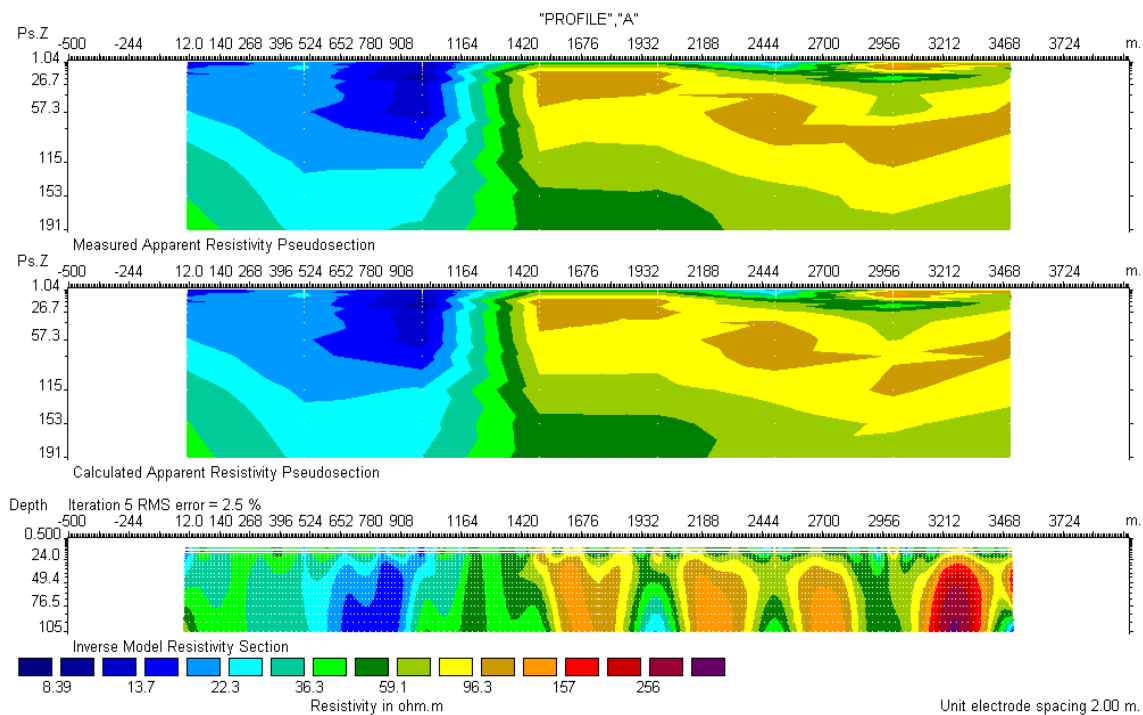 "PROFILE","A"
Ps.Z
-500 -244 12.0 140 268 396 524 652 780 908 1164 1420 1676 1932 2188 2444 2700 2956 3212 3468 3724 m.
1.04
26.7
57.3
115
153
191
Measured Apparent Resistivity Pseudosection
Ps.Z
-500 -244 12.0 140 268 396 524 652 780 908 1164 1420 1676 1932 2188 2444 2700 2956 3212 3468 3724 m.
1.04
26.7
57.3
115
153
191
Calculated Apparent Resistivity Pseudosection
Depth Iteration 5 RMS error = 2.5 %
-500 -244 12.0 140 268 396 524 652 780 908 1164 1420 1676 1932 2188 2444 2700 2956 3212 3468 3724 m.
0.500
24.0
49.4
76.5
105
Inverse Model Resistivity Section
8.39 13.7 22.3 36.3 59.1 96.3 157 256
Resistivity in ohm.m
Unit electrode spacing 2.00 m.